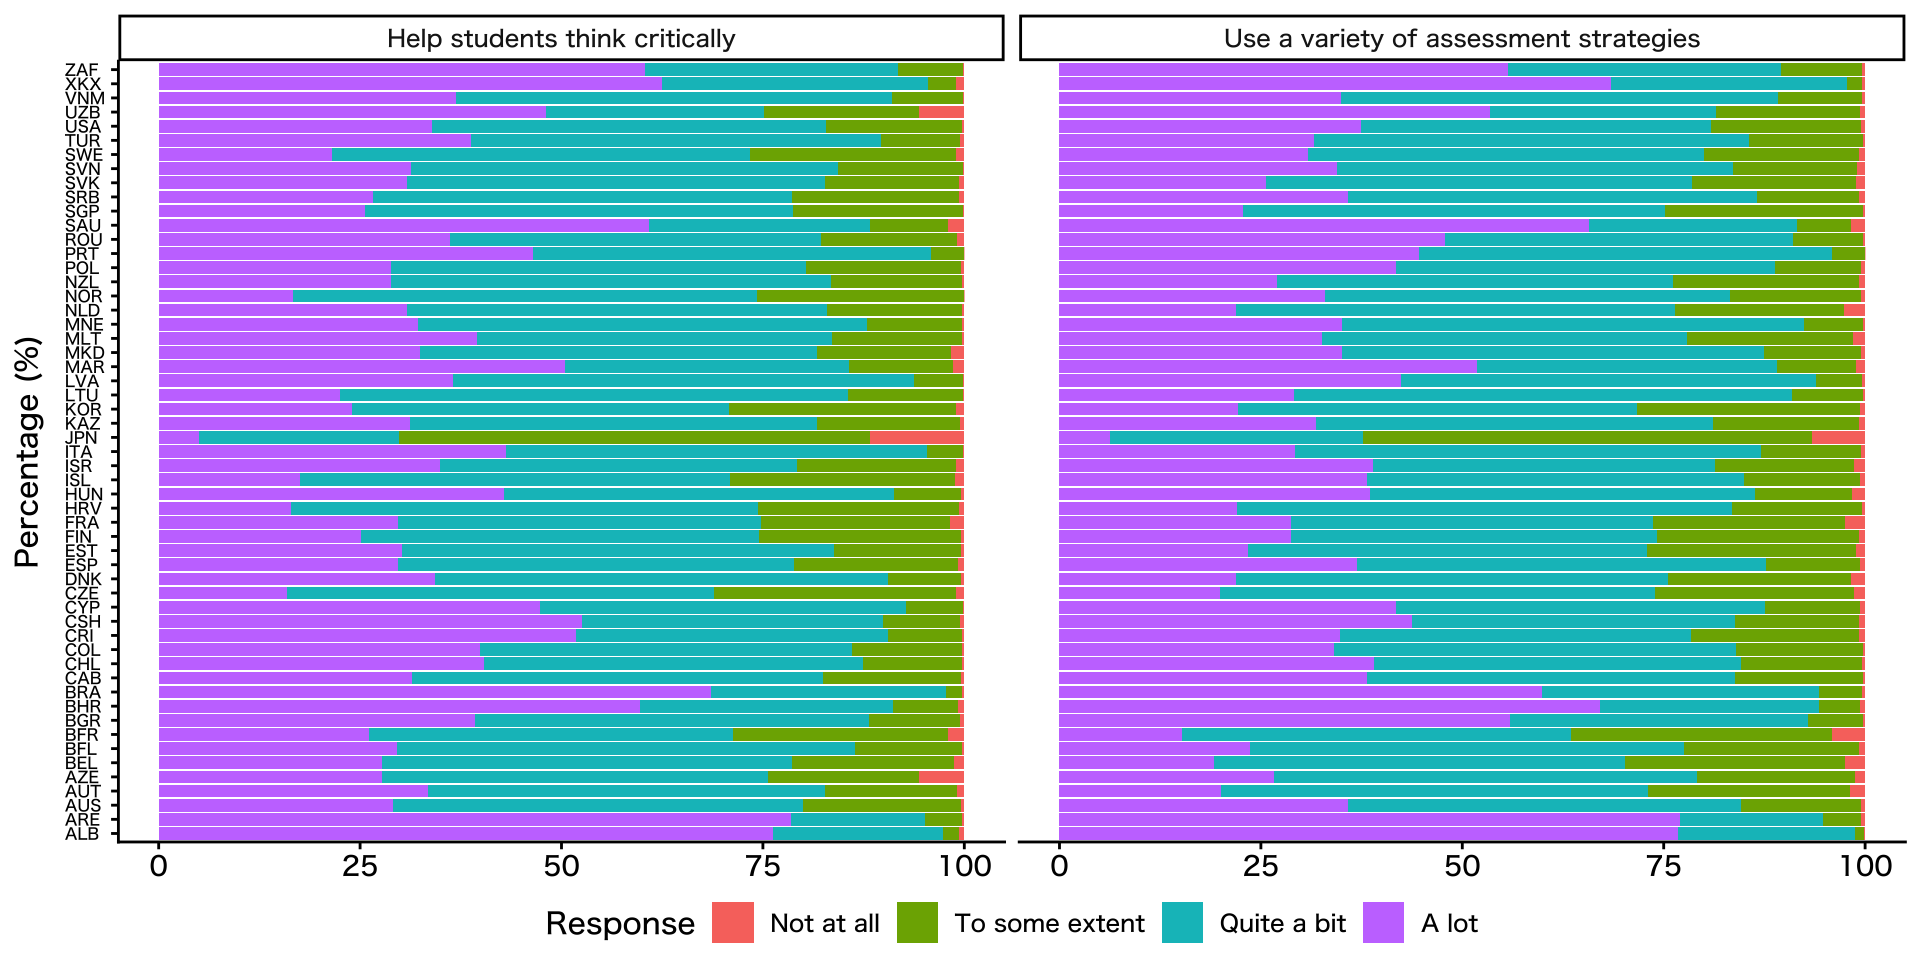 Help students think critically
Use a variety of assessment strategies
Percentage (%)
ZAF
XKX
VNM
UZB
USA
TUR
SWE
SVN
SVK
SRB
SGP
SAU
ROU
PRT
POL
NZL
NOR
NLD
MNE
MLT
MKD
MAR
LVA
LTU
KOR
KAZ
JPN
ITA
ISR
ISL
HUN
HRV
FRA
FIN
EST
ESP
DNK
CZE
CYP
CSH
CRI
COL
CHL
CAB
BRA
BHR
BGR
BFR
BFL
BEL
AZE
AUT
AUS
ARE
ALB
0 25 50 75 100
0 25 50 75 100
Response Not at all To some extent Quite a bit A lot